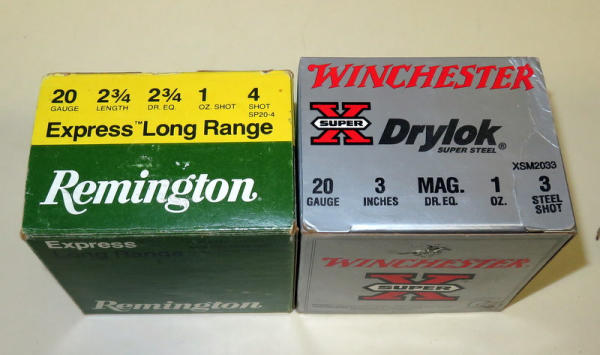 20 2¾ 2¾ 1 4
GAUGE LENGTH DR. EQ. OZ. SHOT SHOT
SP20-4
Express™ Long Range
Remington®
Express
Long Range
Remington
WINCHESTER
SUPER X
Drylok®
SUPER STEEL
XSM2033
20 3 MAG. 1 3
GAUGE INCHES DR. EQ. OZ. STEEL
SHOT
WINCHESTER
SUPER X